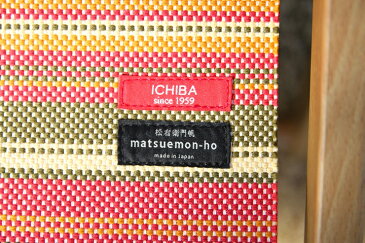 ICHIBA
since 1959
松右衛門帆
matsuemon-ho
made in Japan